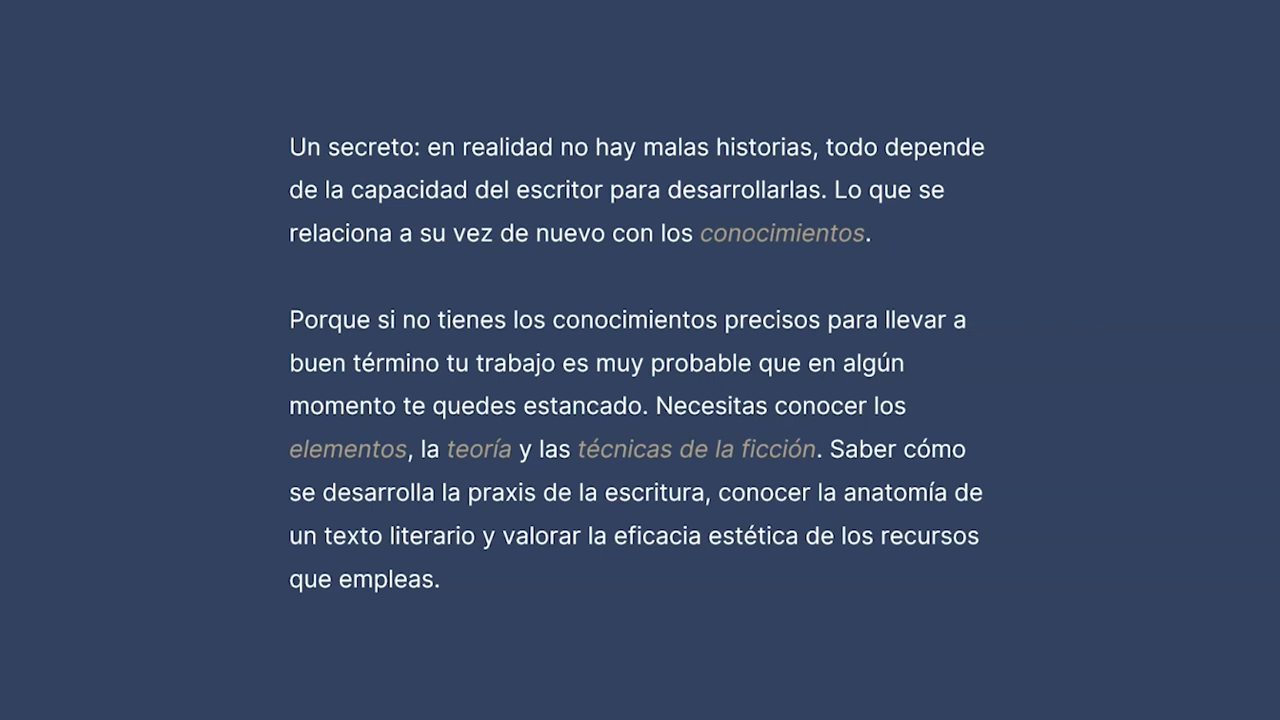 Un secreto: en realidad no hay malas historias, todo depende
de la capacidad del escritor para desarrollarlas. Lo que se
relaciona a su vez de nuevo con los conocimientos.
Porque si no tienes los conocimientos precisos para llevar a
buen término tu trabajo es muy probable que en algún
momento te quedes estancado. Necesitas conocer los
elementos, la teoría y las técnicas de la ficción. Saber cómo
se desarrolla la praxis de la escritura, conocer la anatomía de
un texto literario y valorar la eficacia estética de los recursos
que empleas.